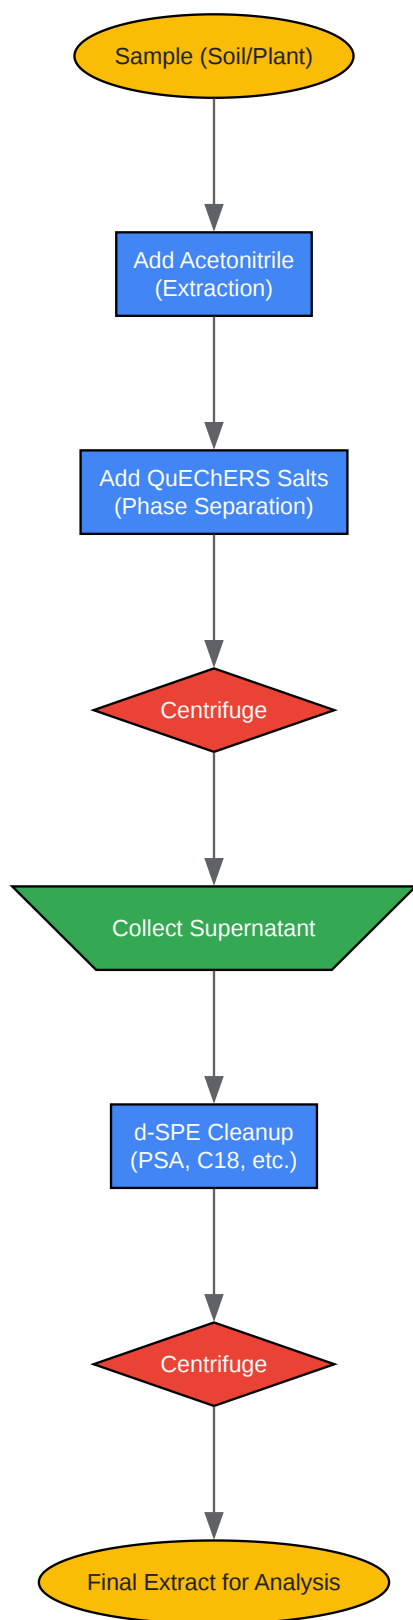 Sample (Soil/Plant)
Add Acetonitrile
(Extraction)
Add QuEChERS Salts
(Phase Separation)
Centrifuge
Collect Supernatant
d-SPE Cleanup
(PSA, C18, etc.)
Centrifuge
Final Extract for Analysis